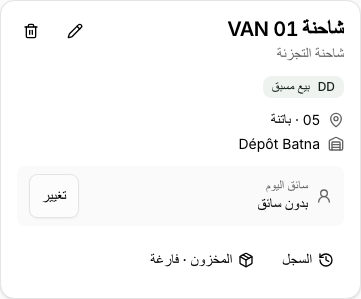 شاحنة VAN 01
شاحنة التجزئة
DD بيع مسبق
05 · باتنة
Dépôt Batna
سائق اليوم
بدون سائق
تغيير
السجل
المخزون · فارغة